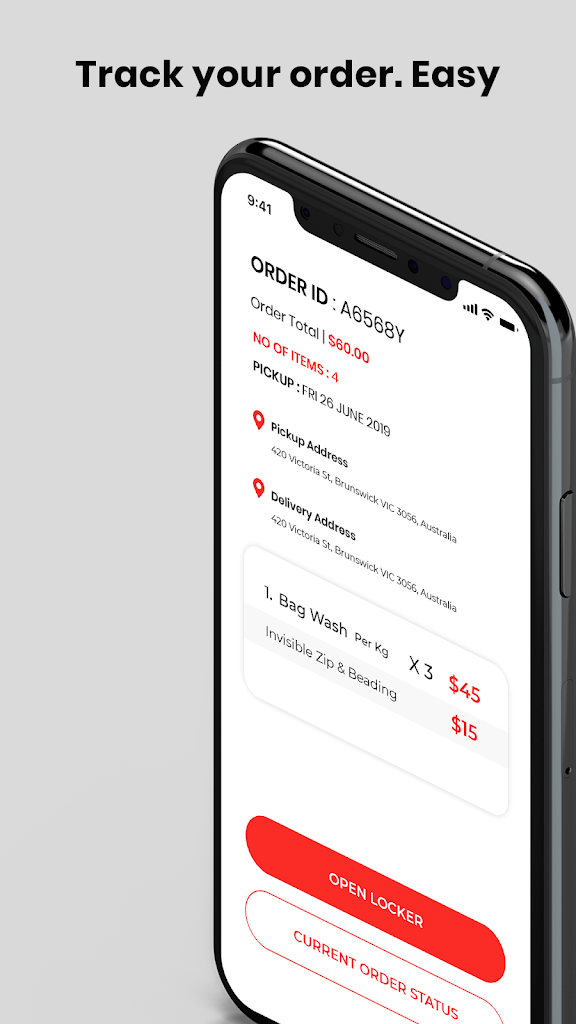 Track your order. Easy
9:41
ORDER ID : A6568Y
Order Total | $60.00
NO OF ITEMS : 4
PICKUP : FRI 26 JUNE 2019
Pickup Address
420 Victoria St, Brunswick VIC 3056, Australia
Delivery Address
420 Victoria St, Brunswick VIC 3056, Australia
1. Bag Wash Per Kg X 3 $45
Invisible Zip & Beading $15
OPEN LOCKER
CURRENT ORDER STATUS